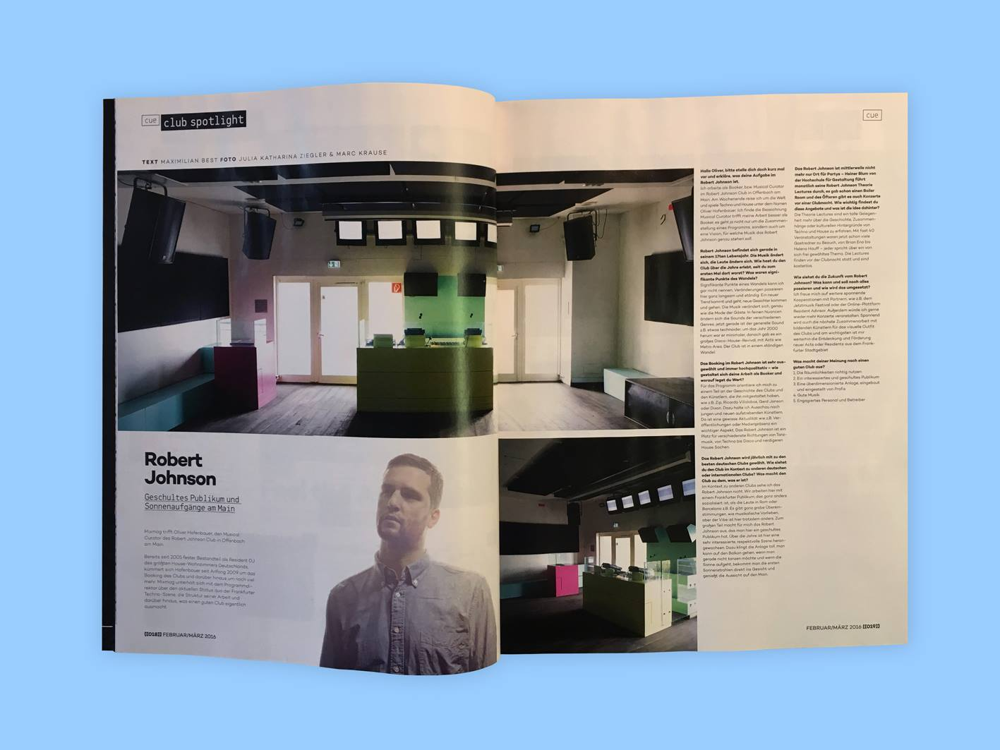 cue club spotlight
TEXT MAXIMILIAN BEST FOTO JULIA KATHARINA ZIEGLER & MARC KRAUSE
Robert
Johnson
Geschultes Publikum und
Sonnenaufgänge am Main
Mixmag trifft Oliver Hafenbauer, den Musical
Curator des Robert Johnson Club in Offenbach
am Main.
Bereits seit 2005 fester Bestandteil als Resident DJ
des größten House-Wohnzimmers Deutschlands,
kümmert sich Hafenbauer seit Anfang 2009 um das
Booking des Clubs und darüber hinaus um noch viel
mehr. Mixmag unterhält sich mit dem Programmdi-
rektor über den aktuellen Status quo der Frankfurter
Techno-Szene, die Struktur seiner Arbeit und
darüber hinaus, was einen guten Club eigentlich
ausmacht.
[[018]] FEBRUAR/MÄRZ 2016
cue
Hallo Oliver, bitte stelle dich doch kurz mal
vor und erkläre, was deine Aufgabe im
Robert Johnson ist.
Ich arbeite als Booker, bzw. Musical Curator
im Robert Johnson Club in Offenbach am
Main. Am Wochenende reise ich um die Welt
und spiele Techno und House unter dem Namen
Oliver Hafenbauer. Ich finde die Bezeichnung
Musical Curator trifft meine Arbeit besser als
Booker, es geht ja nicht nur um die Zusammen-
stellung eines Programms, sondern auch um
eine Vision, für welche Musik das Robert
Johnson genau stehen soll.
Robert Johnson befindet sich gerade in
seinem 17ten Lebensjahr. Die Musik ändert
sich, die Leute ändern sich. Wie hast du den
Club über die Jahre erlebt, seit du zum
ersten Mal dort warst? Was waren signi-
fikante Punkte des Wandels?
Signifikante Punkte eines Wandels kann ich
gar nicht nennen, Veränderungen passieren
hier ganz langsam und ständig. Ein neuer
Trend kommt und geht, neue Gesichter kommen
und gehen. Die Musik verändert sich, genau
wie die Mode der Gäste. In feinen Nuancen
ändern sich die Sounds der verschiedenen
Genres, jetzt gerade ist der generelle Sound
z.B. etwas technoider, um das Jahr 2000
herum war er minimaler, danach gab es ein
großes Disco-House-Revival, mit Acts wie
Metro Area. Der Club ist in einem ständigen
Wandel.
Das Booking im Robert Johnson ist sehr aus-
gewählt und immer hochqualitativ – wie
gestaltet sich deine Arbeit als Booker und
worauf legst du Wert?
Für das Programm orientiere ich mich zu
einem Teil an der Geschichte des Clubs und
den Künstlern, die ihn mitgestaltet haben,
wie z.B. Zip, Ricardo Villalobos, Gerd Janson
oder Dixon. Dazu halte ich Ausschau nach
jungen und neuen aufstrebenden Künstlern.
Da ist eine gewisse Aktualität wie z.B. Ver-
öffentlichungen oder Medienpräsenz ein
wichtiger Aspekt. Das Robert Johnson ist ein
Platz für verschiedenste Richtungen von Tanz-
musik, von Techno bis Disco und nerdigeren
House Sachen.
Das Robert Johnson wird jährlich mit zu den
besten deutschen Clubs gewählt. Wie siehst
du den Club im Kontext zu anderen deutschen
oder internationalen Clubs? Was macht den
Club zu dem, was er ist?
Im Kontext zu anderen Clubs sehe ich das
Robert Johnson nicht. Wir arbeiten hier mit
einem Frankfurter Publikum, das ganz anders
sozialisiert ist, als die Leute in Rom oder
Barcelona z.B. Es gibt ganz grobe Überein-
stimmungen, wie musikalische Vorlieben,
aber der Vibe ist hier trotzdem anders. Zum
großen Teil macht für mich das Robert
Johnson aus, das man hier ein geschultes
Publikum hat. Über die Jahre ist hier eine
sehr interessierte, respektvolle Szene heran-
gewachsen. Dazu klingt die Anlage toll, man
kann auf den Balkon gehen, wenn man
gerade nicht tanzen möchte und wenn die
Sonne aufgeht, bekommt man die ersten
Sonnenstrahlen direkt ins Gesicht und
genießt die Aussicht auf den Main.
Das Robert Johnson ist mittlerweile nicht
mehr nur Ort für Partys – Heiner Blum von
der Hochschule für Gestaltung führt
monatlich seine Robert Johnson Theorie
Lectures durch, es gab schon einen Boiler
Room und des Öfteren gibt es auch Konzerte
vor einer Clubnacht. Wie wichtig findest du
diese Angebote und was ist die Idee dahinter?
Die Theorie Lectures sind ein tolle Gelegen-
heit mehr über die Geschichte, Zusammen-
hänge oder kulturellen Hintergründe von
Techno und House zu erfahren. Mit fast 40
Veranstaltungen waren jetzt schon viele
Gastredner zu Besuch, von Brian Eno bis
Helena Hauff – jeder spricht über ein von
sich frei gewähltes Thema. Die Lectures
finden vor der Clubnacht statt und sind
kostenlos.
Wie siehst du die Zukunft vom Robert
Johnson? Was kann und soll noch alles
passieren und wie wird das umgesetzt?
Ich freue mich auf weitere spannende
Kooperationen mit Partnern, wie z.B. dem
Jetztmusik Festival oder der Online-Plattform
Resident Advisor. Außerdem würde ich gerne
wieder mehr Konzerte veranstalten. Spannend
wird auch die nächste Zusammenarbeit mit
bildenden Künstlern für das visuelle Outfit
des Clubs und am wichtigsten ist mir
weiterhin die Entdeckung und Förderung
neuer Acts oder Residents aus dem Frank-
furter Stadtgebiet.
Was macht deiner Meinung nach einen
guten Club aus?
1. Die Räumlichkeiten richtig nutzen
2. Ein interessiertes und geschultes Publikum
3. Eine überdimensionierte Anlage, eingebaut
und eingestellt von Profis
4. Gute Musik
5. Engagiertes Personal und Betreiber
FEBRUAR/MÄRZ 2016 [[019]]